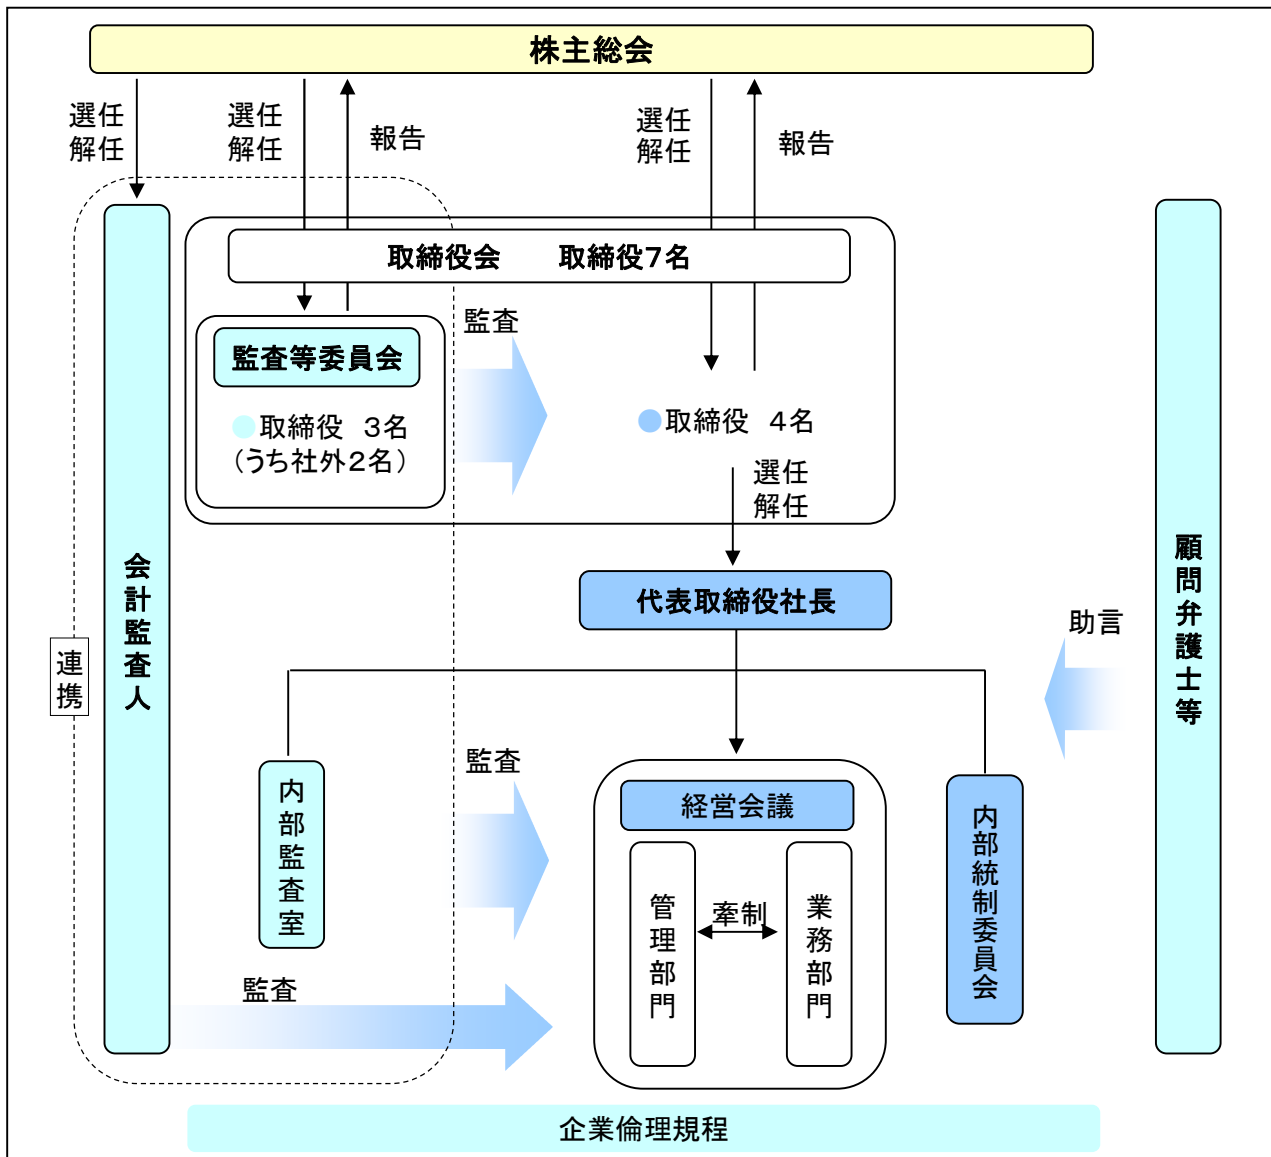 株主総会
選任
解任
選任
解任
報告
選任
解任
報告
取締役会　取締役7名
監査等委員会
取締役　3名
（うち社外2名）
監査
取締役　4名
選任
解任
代表取締役社長
会計監査人
連携
顧問弁護士等
助言
内部監査室
監査
経営会議
管理部門
牽制
業務部門
内部統制委員会
監査
企業倫理規程